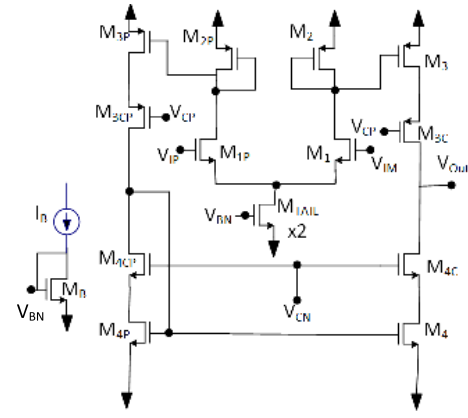 M3P
M2P
M2
M3
M3CP
VCP
VCP
M3C
VIP
M1P
M1
VIM
VOut
VBN
MTAIL
x2
IB
M4CP
M4C
MB
VBN
VCN
M4P
M4